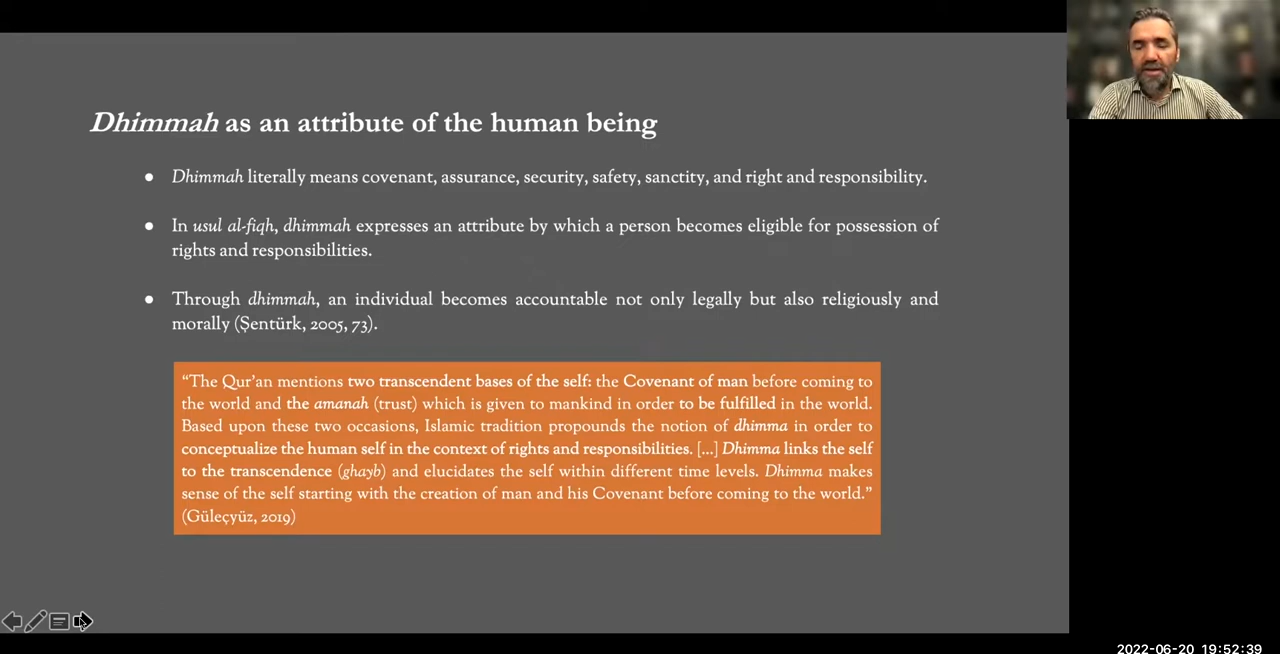 Dhimmah as an attribute of the human being
● Dhimmah literally means covenant, assurance, security, safety, sanctity, and right and responsibility.
● In usul al-fiqh, dhimmah expresses an attribute by which a person becomes eligible for possession of
rights and responsibilities.
● Through dhimmah, an individual becomes accountable not only legally but also religiously and
morally (Şentürk, 2005, 73).
“The Qur’an mentions two transcendent bases of the self: the Covenant of man before coming to
the world and the amanah (trust) which is given to mankind in order to be fulfilled in the world.
Based upon these two occasions, Islamic tradition propounds the notion of dhimma in order to
conceptualize the human self in the context of rights and responsibilities. [...] Dhimma links the self
to the transcendence (ghayb) and elucidates the self within different time levels. Dhimma makes
sense of the self starting with the creation of man and his Covenant before coming to the world.”
(Güleçyüz, 2019)
2022-06-20 19:52:39